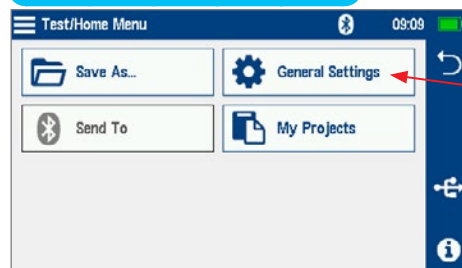 Test/Home Menu 09:09
Save As... General Settings
Send To My Projects